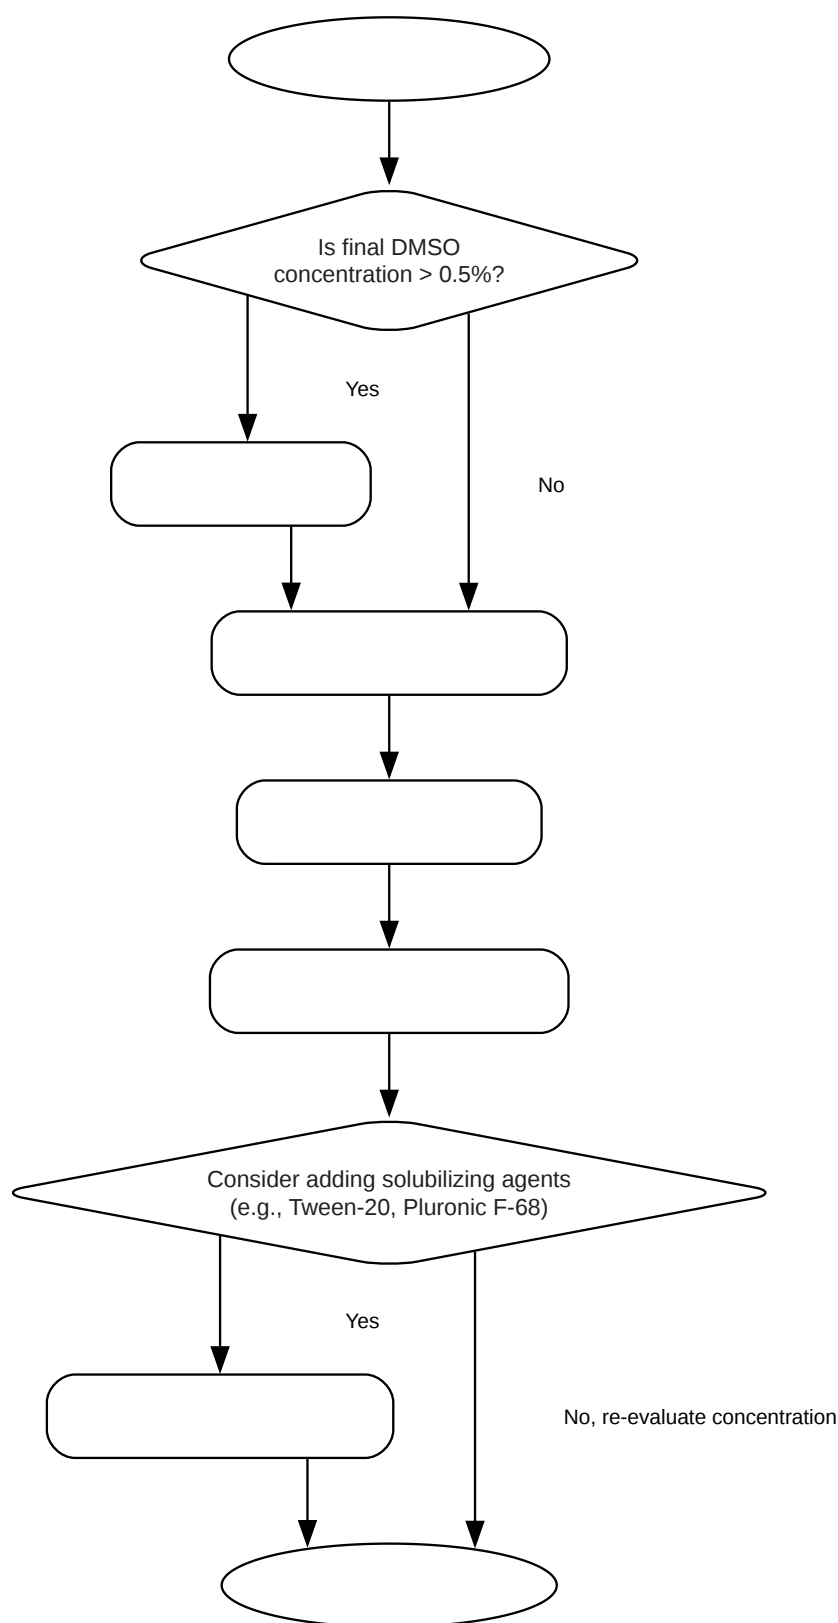 Is final DMSO
concentration > 0.5%?
Yes
No
Consider adding solubilizing agents
(e.g., Tween-20, Pluronic F-68)
Yes
No, re-evaluate concentration